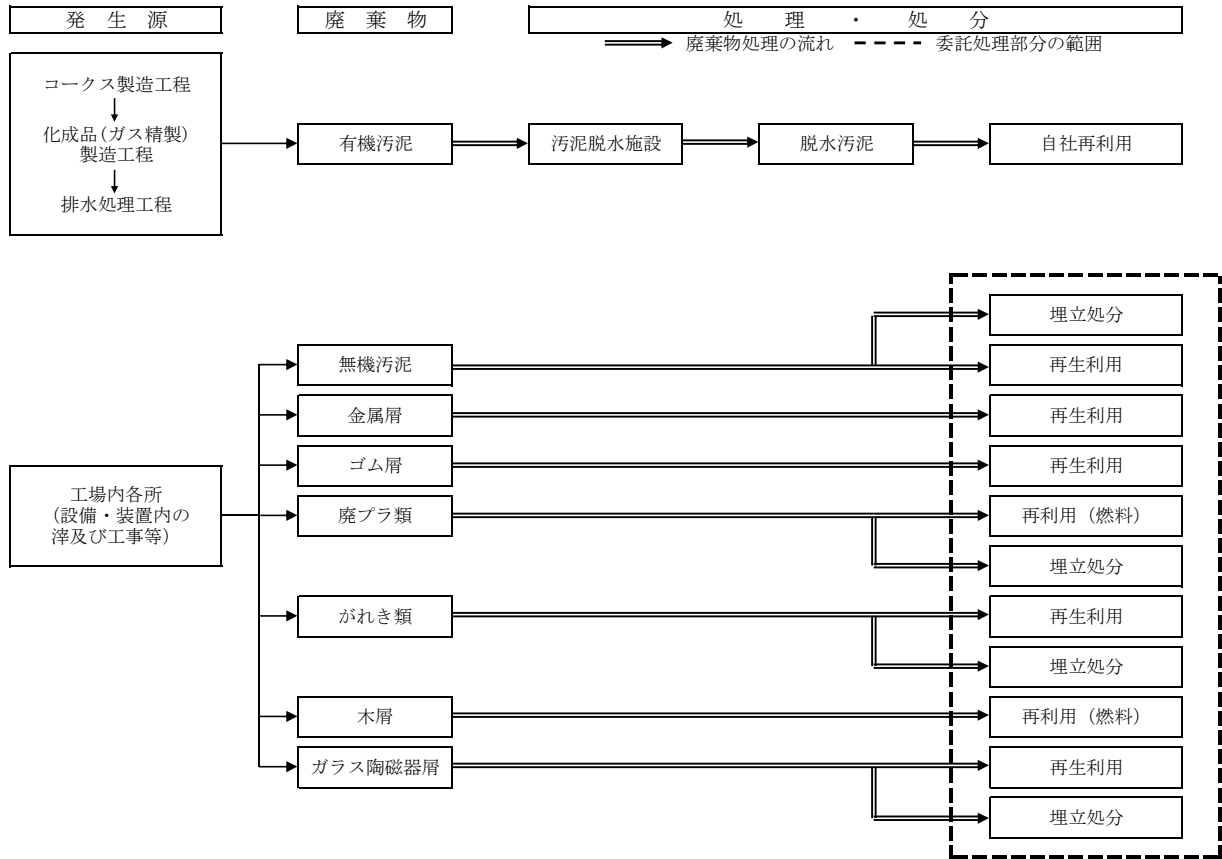 発生源
廃棄物
処理・処分
廃棄物処理の流れ
委託処理部分の範囲
コークス製造工程
化成品(ガス精製)
製造工程
排水処理工程
有機汚泥
汚泥脱水施設
脱水汚泥
自社再利用
埋立処分
無機汚泥
再生利用
金属屑
再生利用
ゴム屑
再生利用
工場内各所
(設備・装置内の
滓及び工事等)
廃プラ類
再利用（燃料）
埋立処分
がれき類
再生利用
埋立処分
木屑
再利用（燃料）
ガラス陶磁器屑
再生利用
埋立処分